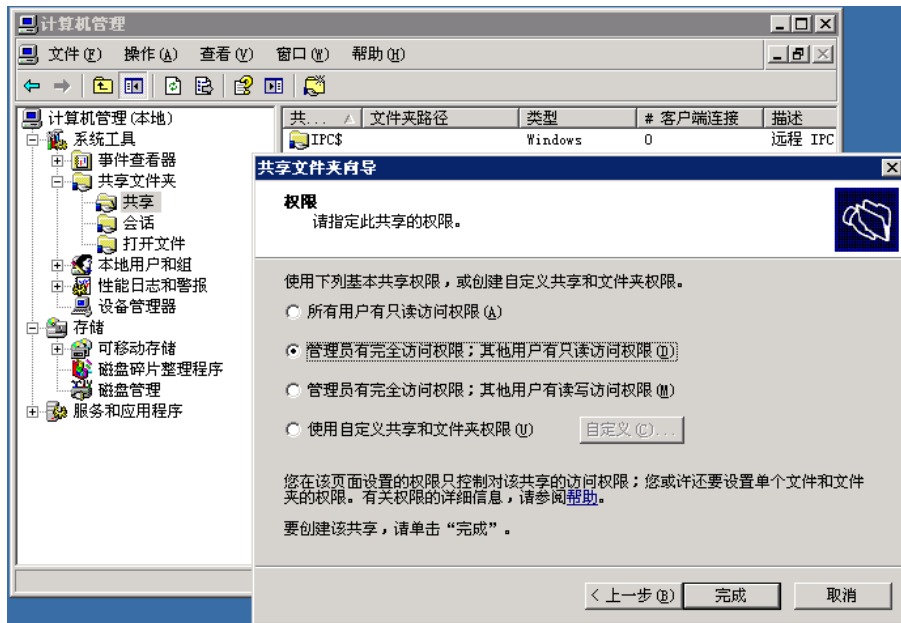 计算机管理
文件(F) 操作(A) 查看(V) 窗口(W) 帮助(H)
计算机管理(本地)
系统工具
事件查看器
共享文件夹
共享
会话
打开文件
本地用户和组
性能日志和警报
设备管理器
存储
可移动存储
磁盘碎片整理程序
磁盘管理
服务和应用程序
共... 文件夹路径 类型 # 客户端连接 描述
IPC$ Windows 0 远程 IPC
共享文件夹向导
权限
请指定此共享的权限。
使用下列基本共享权限，或创建自定义共享和文件夹权限。
所有用户有只读访问权限(A)
管理员有完全访问权限；其他用户有只读访问权限(D)
管理员有完全访问权限；其他用户有读写访问权限(M)
使用自定义共享和文件夹权限(U) 自定义(C)...
您在该页面设置的权限只控制对该共享的访问权限；您或许还要设置单个文件和文件
夹的权限。有关权限的详细信息，请参阅帮助。
要创建该共享，请单击“完成”。
< 上一步(B) 完成 取消